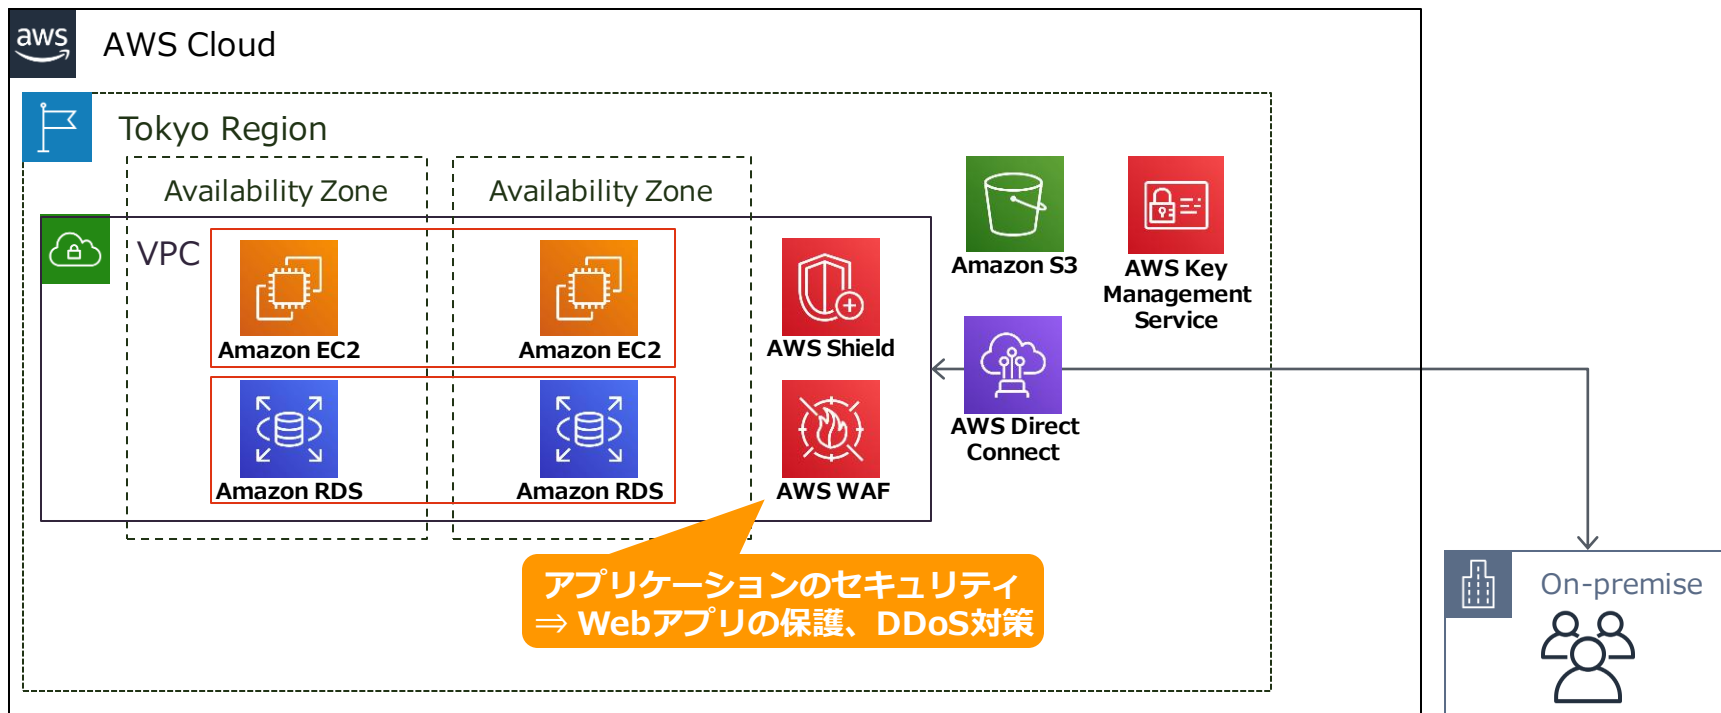 aws
AWS Cloud
Tokyo Region
Availability Zone
Availability Zone
VPC
Amazon EC2
Amazon EC2
AWS Shield
Amazon S3
AWS Key
Management
Service
Amazon RDS
Amazon RDS
AWS WAF
AWS Direct
Connect
アプリケーションのセキュリティ
⇒ Webアプリの保護、DDoS対策
On-premise